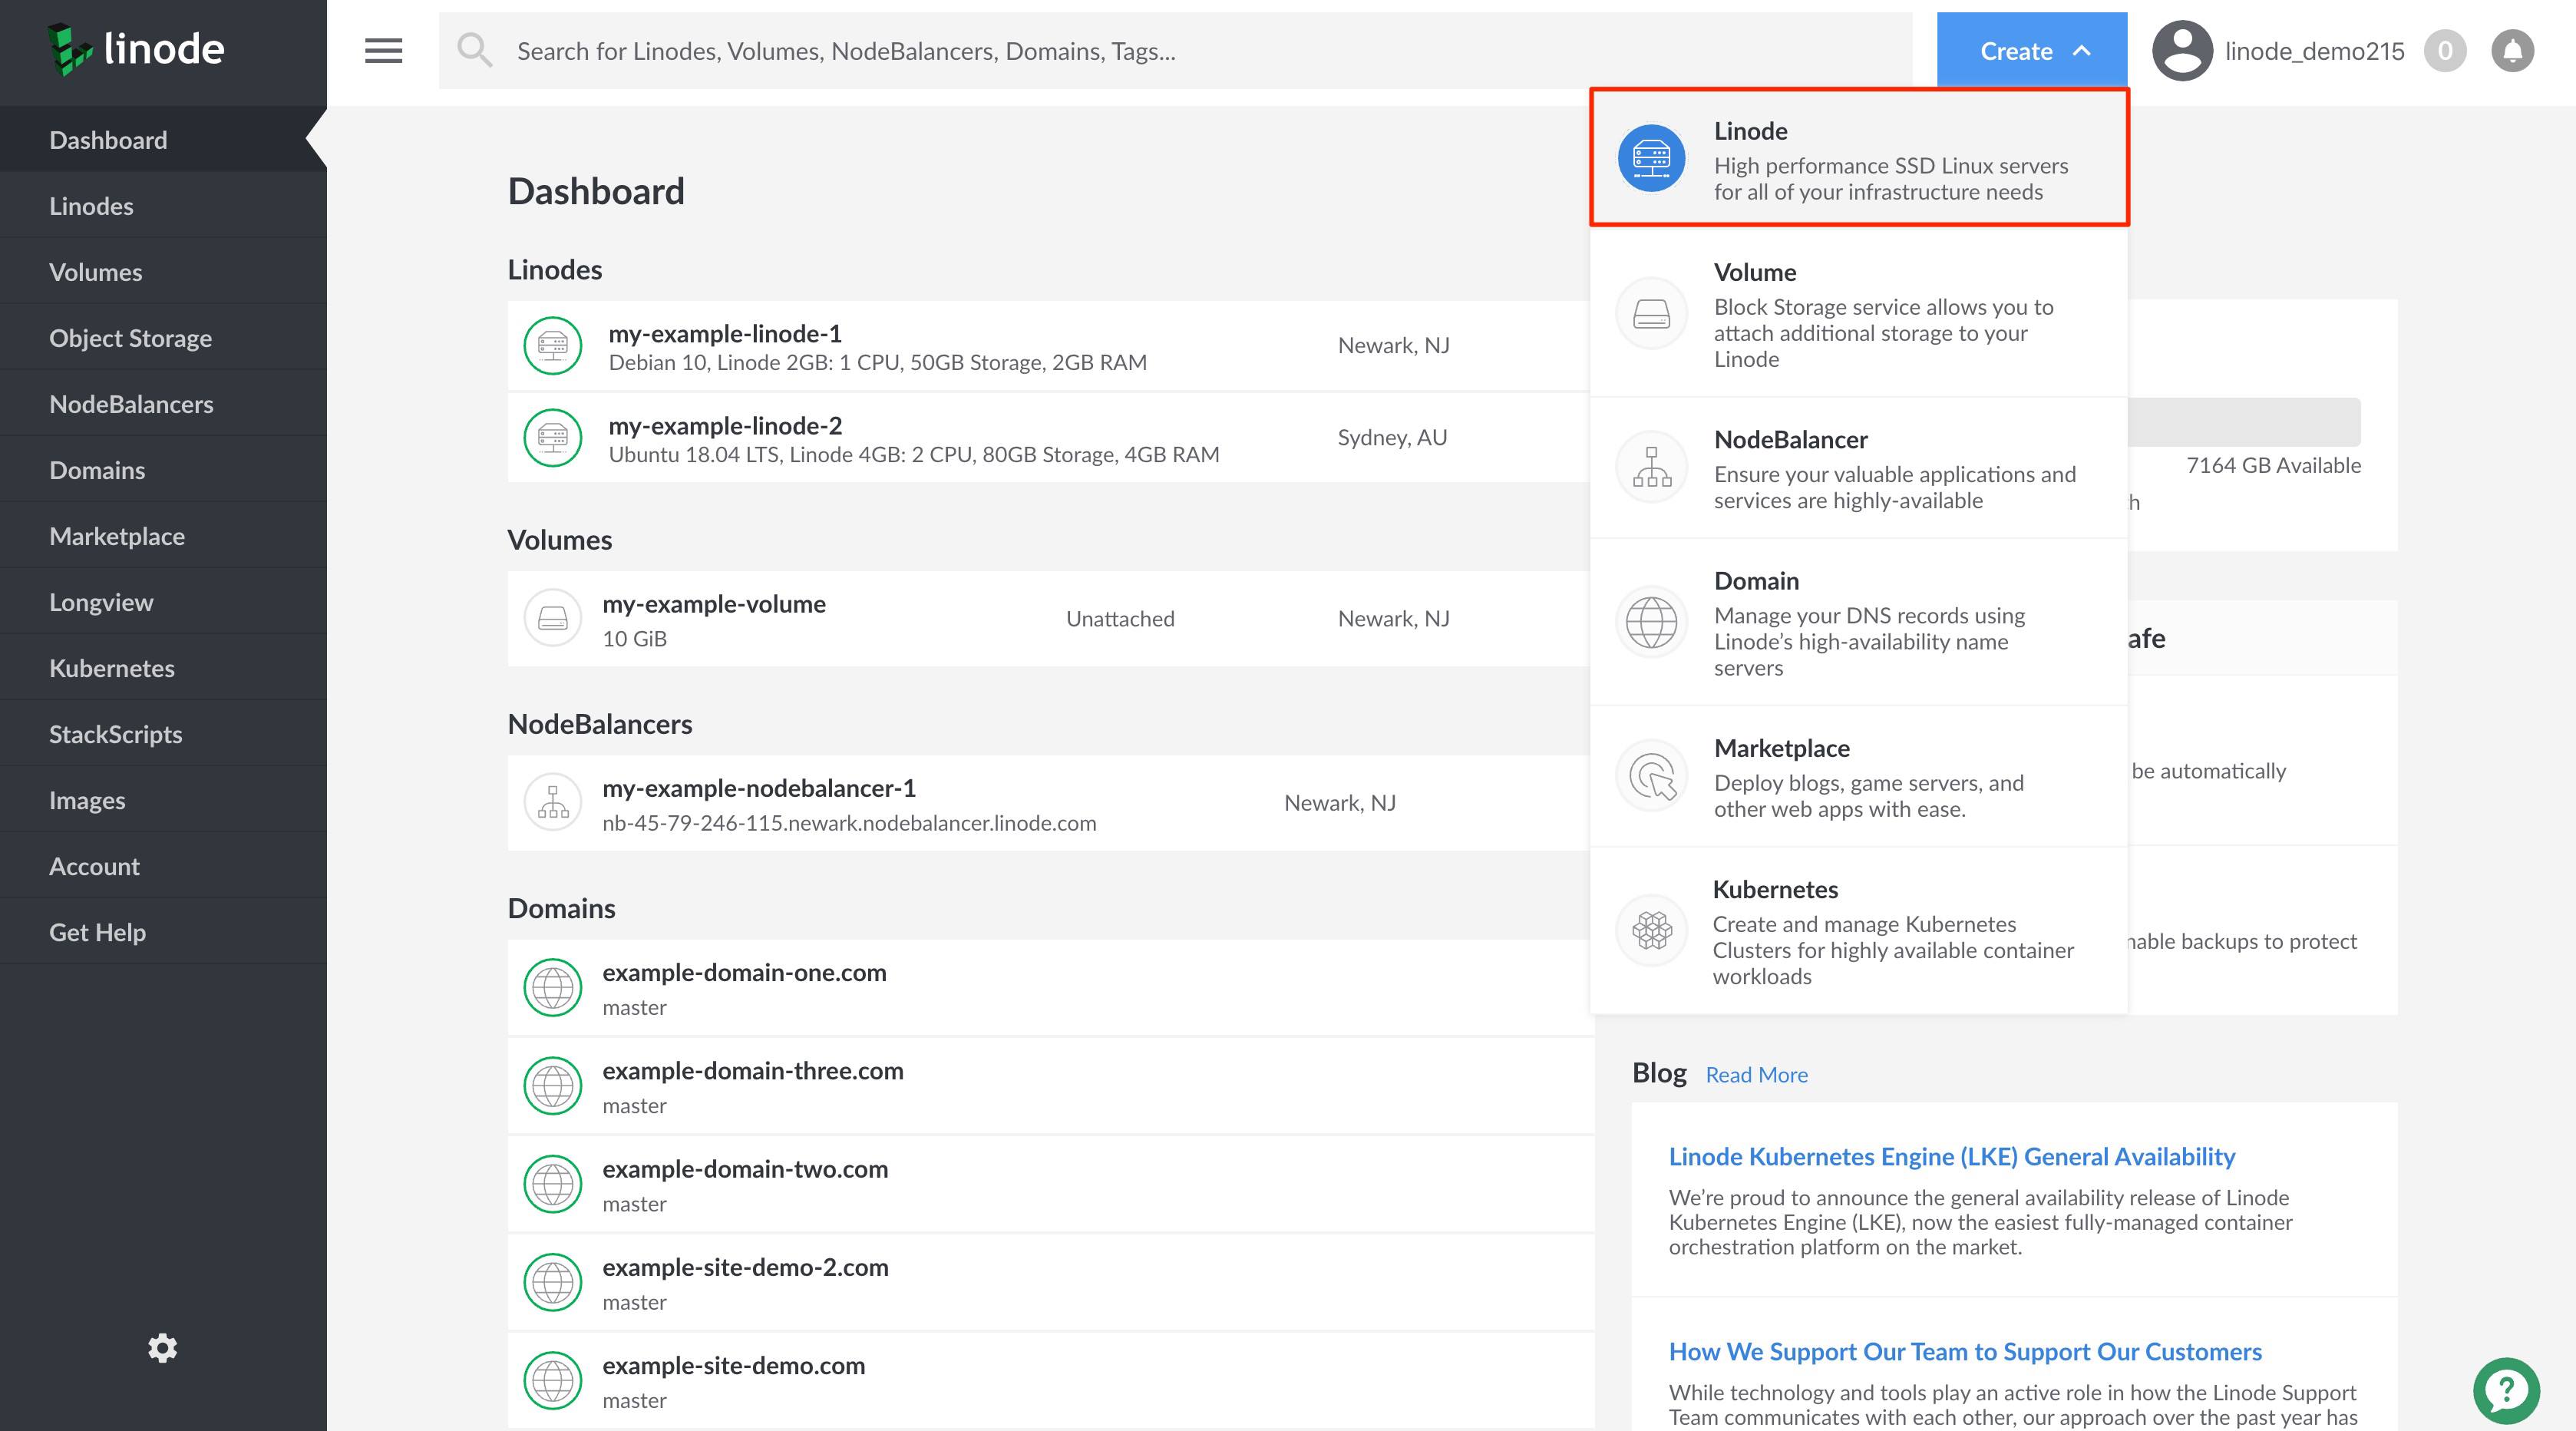 linode
Search for Linodes, Volumes, NodeBalancers, Domains, Tags...
Create
linode_demo215
0
Dashboard
Linodes
Volumes
Object Storage
NodeBalancers
Domains
Marketplace
Longview
Kubernetes
StackScripts
Images
Account
Get Help
Dashboard
Linodes
my-example-linode-1
Debian 10, Linode 2GB: 1 CPU, 50GB Storage, 2GB RAM
Newark, NJ
my-example-linode-2
Ubuntu 18.04 LTS, Linode 4GB: 2 CPU, 80GB Storage, 4GB RAM
Sydney, AU
Volumes
my-example-volume
10 GiB
Unattached
Newark, NJ
NodeBalancers
my-example-nodebalancer-1
nb-45-79-246-115.newark.nodebalancer.linode.com
Newark, NJ
Domains
example-domain-one.com
master
example-domain-three.com
master
example-domain-two.com
master
example-site-demo-2.com
master
example-site-demo.com
master
Linode
High performance SSD Linux servers
for all of your infrastructure needs
Volume
Block Storage service allows you to
attach additional storage to your
Linode
NodeBalancer
Ensure your valuable applications and
services are highly-available
Domain
Manage your DNS records using
Linode’s high-availability name
servers
Marketplace
Deploy blogs, game servers, and
other web apps with ease.
Kubernetes
Create and manage Kubernetes
Clusters for highly available container
workloads
7164 GB Available
be automatically
backups to protect
Blog
Read More
Linode Kubernetes Engine (LKE) General Availability
We’re proud to announce the general availability release of Linode
Kubernetes Engine (LKE), now the easiest fully-managed container
orchestration platform on the market.
How We Support Our Team to Support Our Customers
While technology and tools play an active role in how the Linode Support
Team communicates with each other, our approach over the past year has